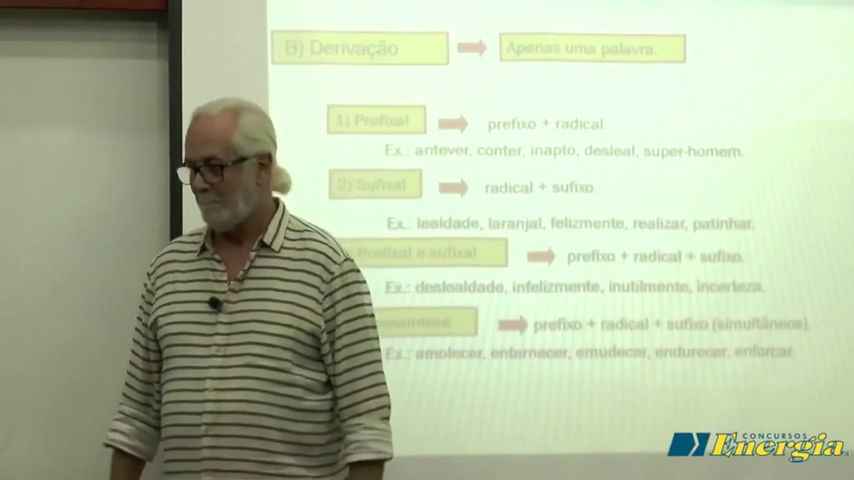 B) Derivação
Apenas uma palavra.
1) Prefixal
prefixo + radical.
Ex.: antever, conter, inapto, desleal, super-homem.
2) Sufixal
radical + sufixo.
Ex.: lealdade, laranjal, felizmente, realizar, patinhar.
Prefixal e sufixal
prefixo + radical + sufixo.
Ex.: deslealdade, infelizmente, inutilmente, incerteza.
prefixo + radical + sufixo (simultâneos).
Ex.: amolecer, enternecer, emudecer, endurecer, enforcar.
CONCURSOS
Energia